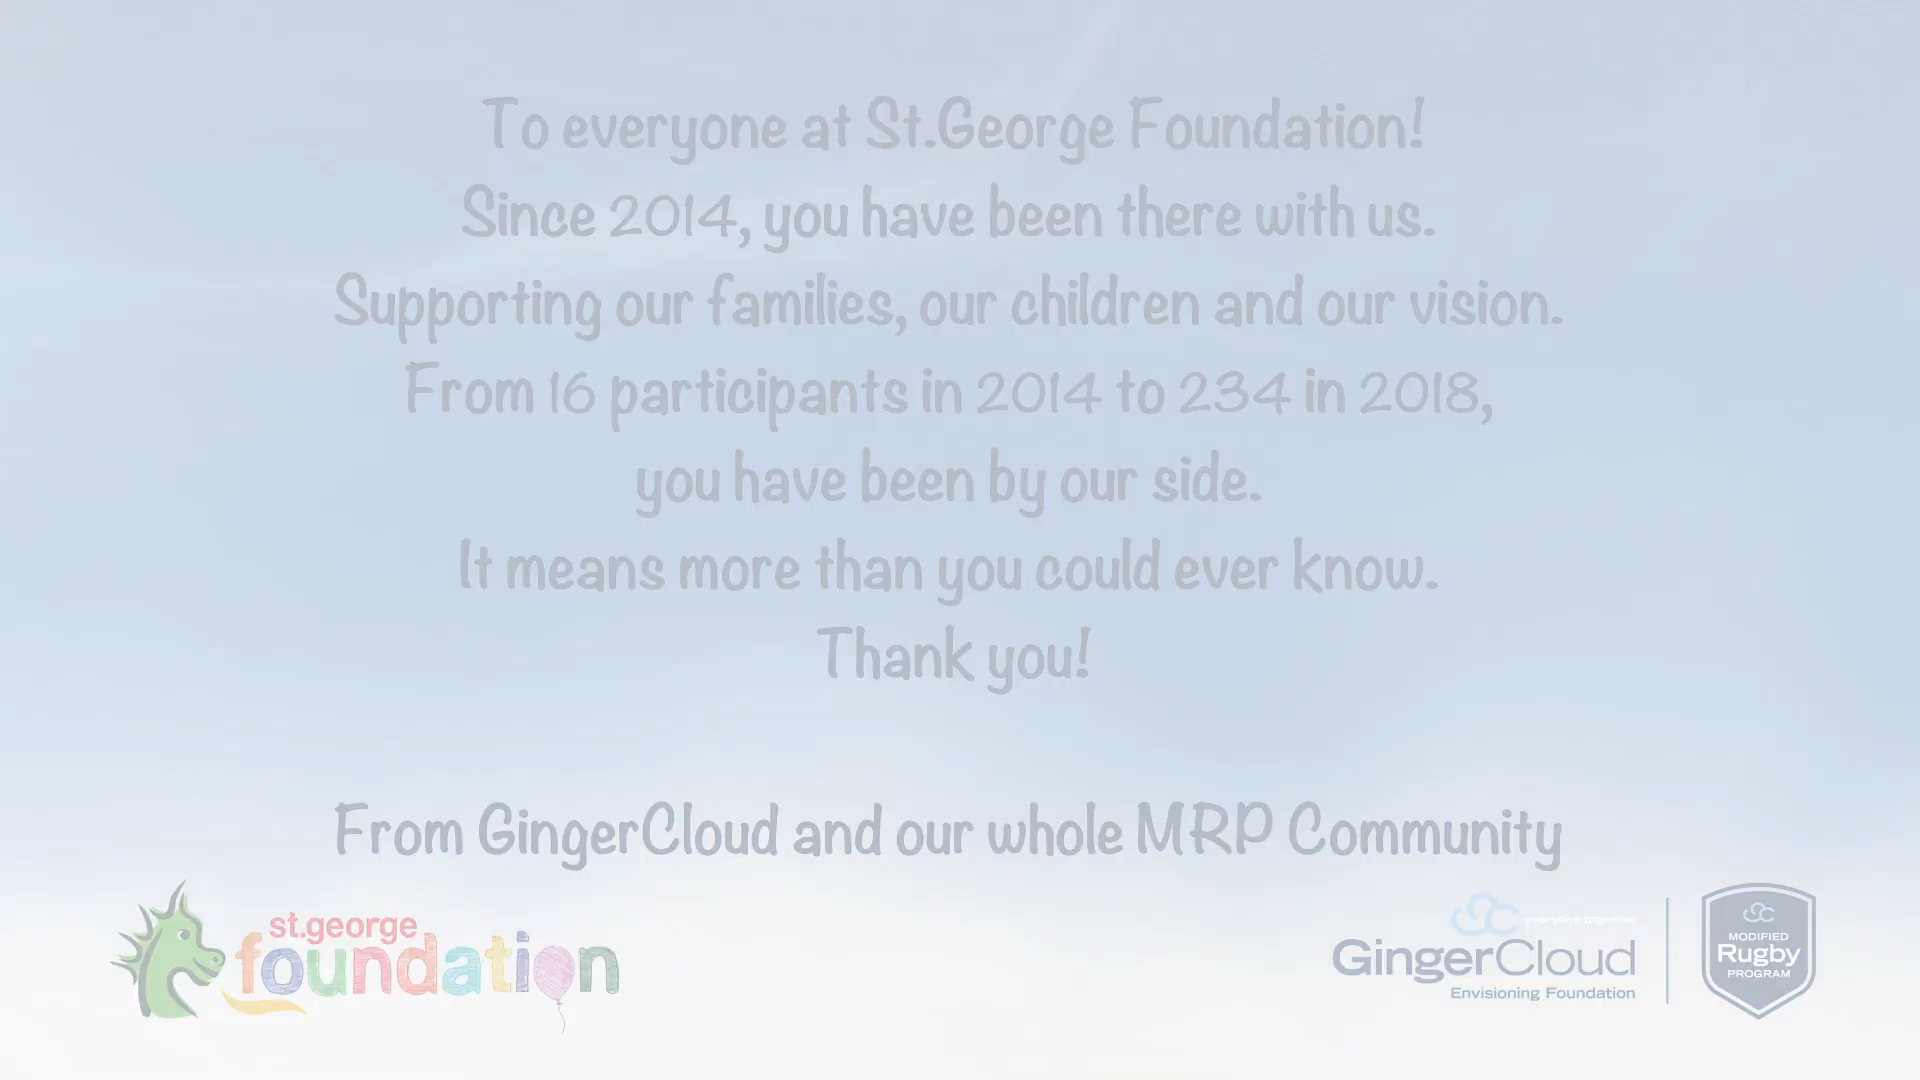 To everyone at St.George Foundation!
Since 2014, you have been there with us.
Supporting our families, our children and our vision.
From 16 participants in 2014 to 234 in 2018,
you have been by our side.
It means more than you could ever know.
Thank you!
From GingerCloud and our whole MRP Community
st.george
foundation
everyone together
GingerCloud
Envisioning Foundation
MODIFIED
Rugby
PROGRAM